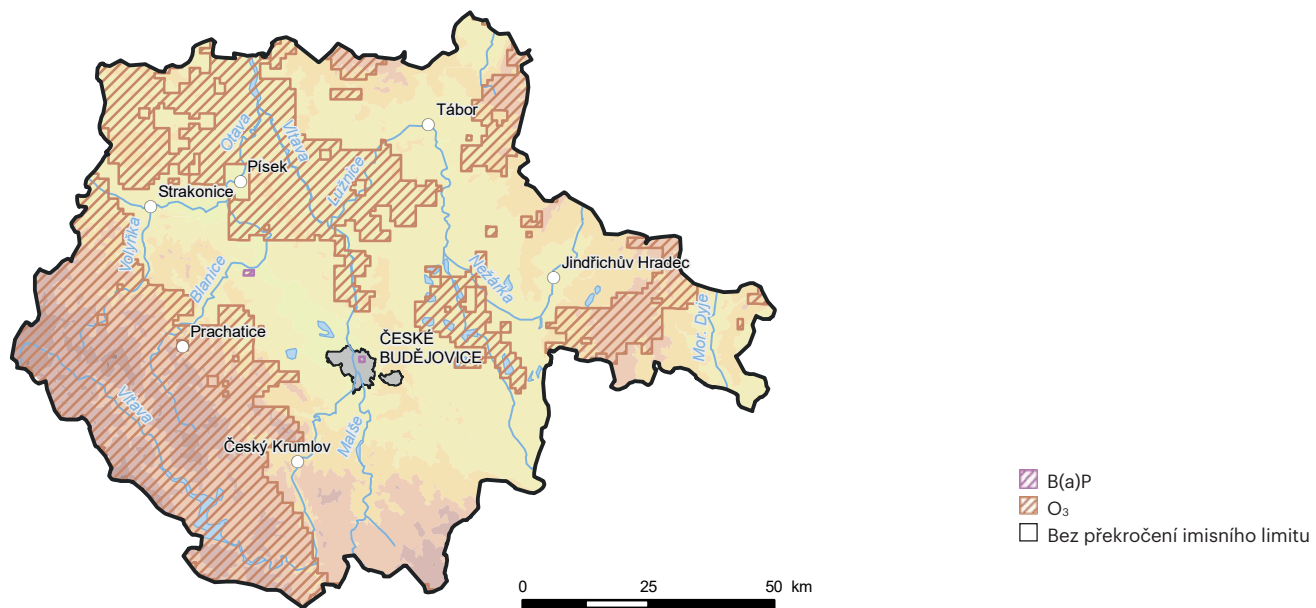 Tábor
Otava
Vltava
Lužnice
Písek
Strakonice
Volyňka
Blanice
Nežárka
Jindřichův Hradec
Mor. Dyje
Prachatice
ČESKÉ
BUDĚJOVICE
Vltava
Malše
Český Krumlov
B(a)P
O₃
Bez překročení imisního limitu
0 25 50 km